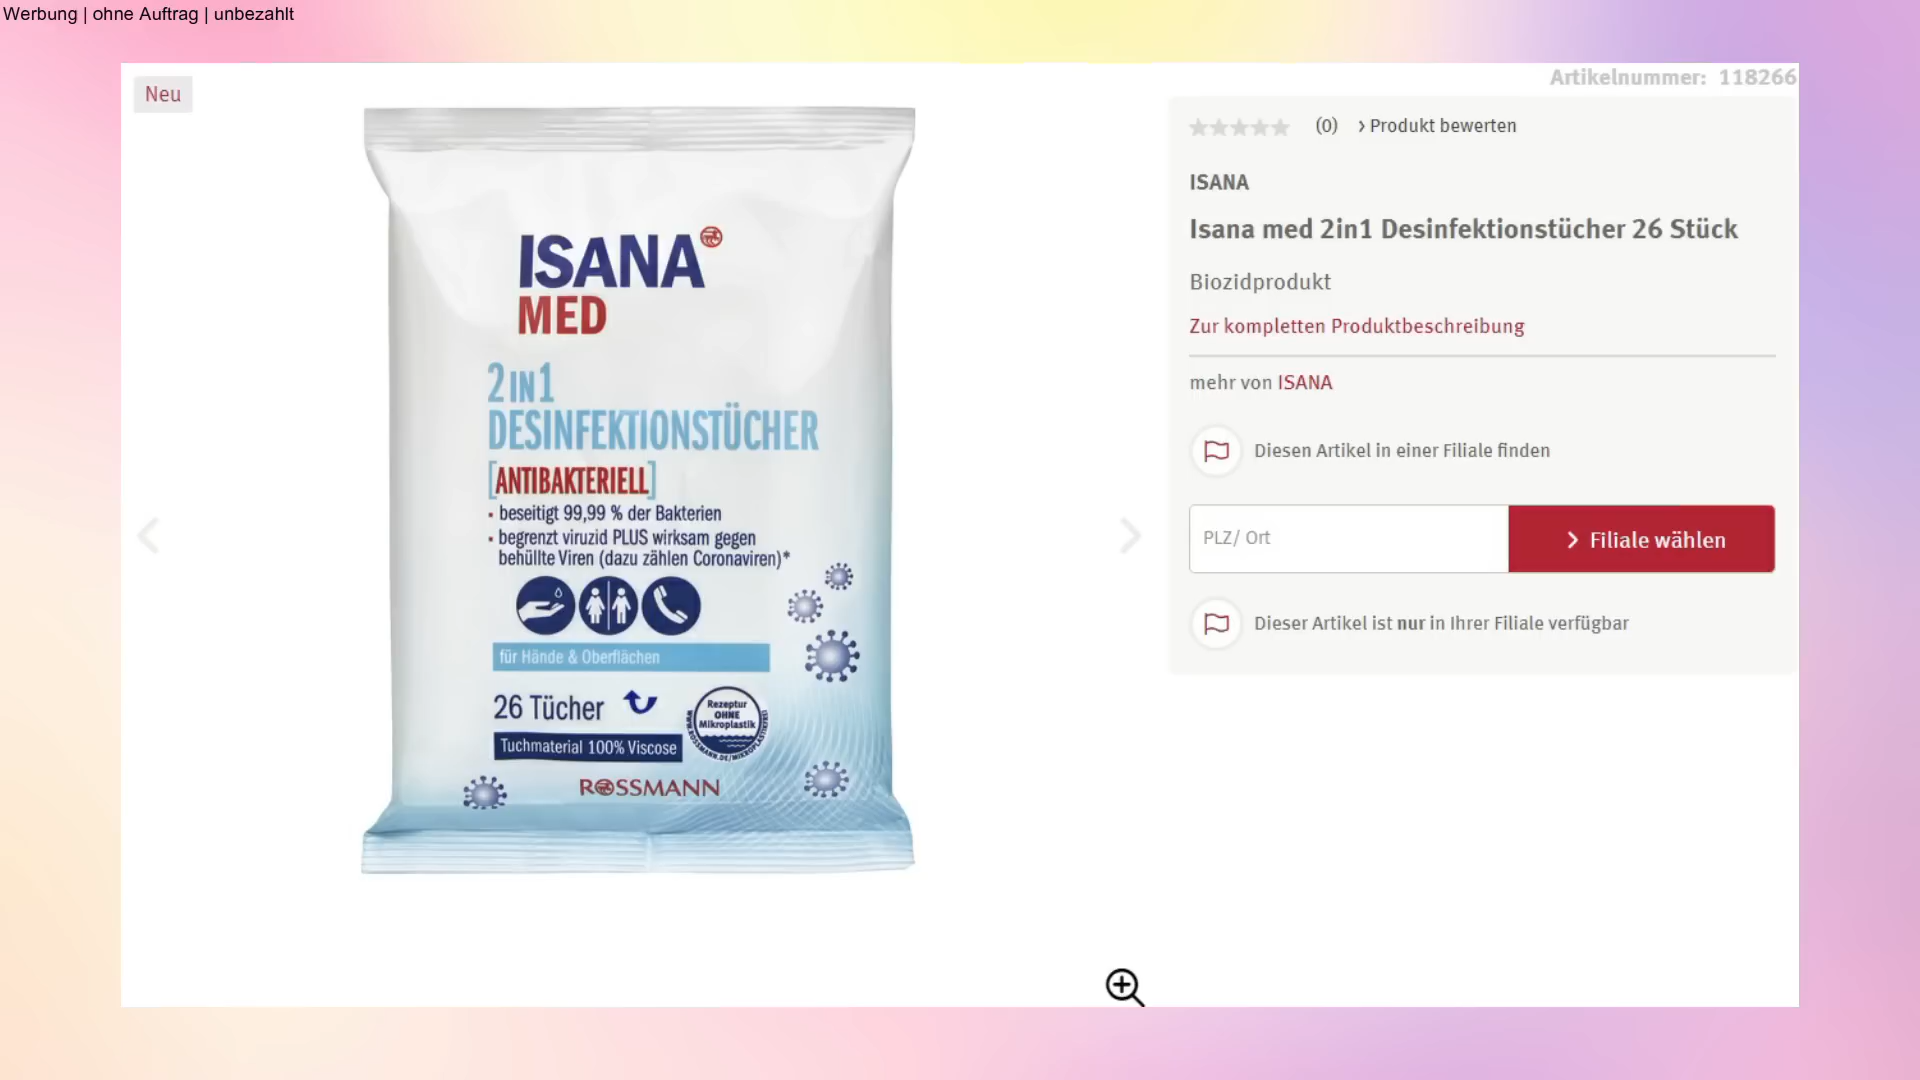 Werbung | ohne Auftrag | unbezahlt
Neu
Artikelnummer: 118266
(0) › Produkt bewerten
ISANA
Isana med 2in1 Desinfektionstücher 26 Stück
Biozidprodukt
Zur kompletten Produktbeschreibung
mehr von ISANA
Diesen Artikel in einer Filiale finden
PLZ/ Ort
› Filiale wählen
Dieser Artikel ist nur in Ihrer Filiale verfügbar
ISANA
MED
2 IN 1
DESINFEKTIONSTÜCHER
[ANTIBAKTERIELL]
• beseitigt 99,99 % der Bakterien
• begrenzt viruzid PLUS wirksam gegen
behüllte Viren (dazu zählen Coronaviren)*
für Hände & Oberflächen
26 Tücher
Rezeptur
OHNE
Mikroplastik
WWW.ROSSMANN.DE/MIKROPLASTIKFREI
Tuchmaterial 100% Viscose
ROSSMANN